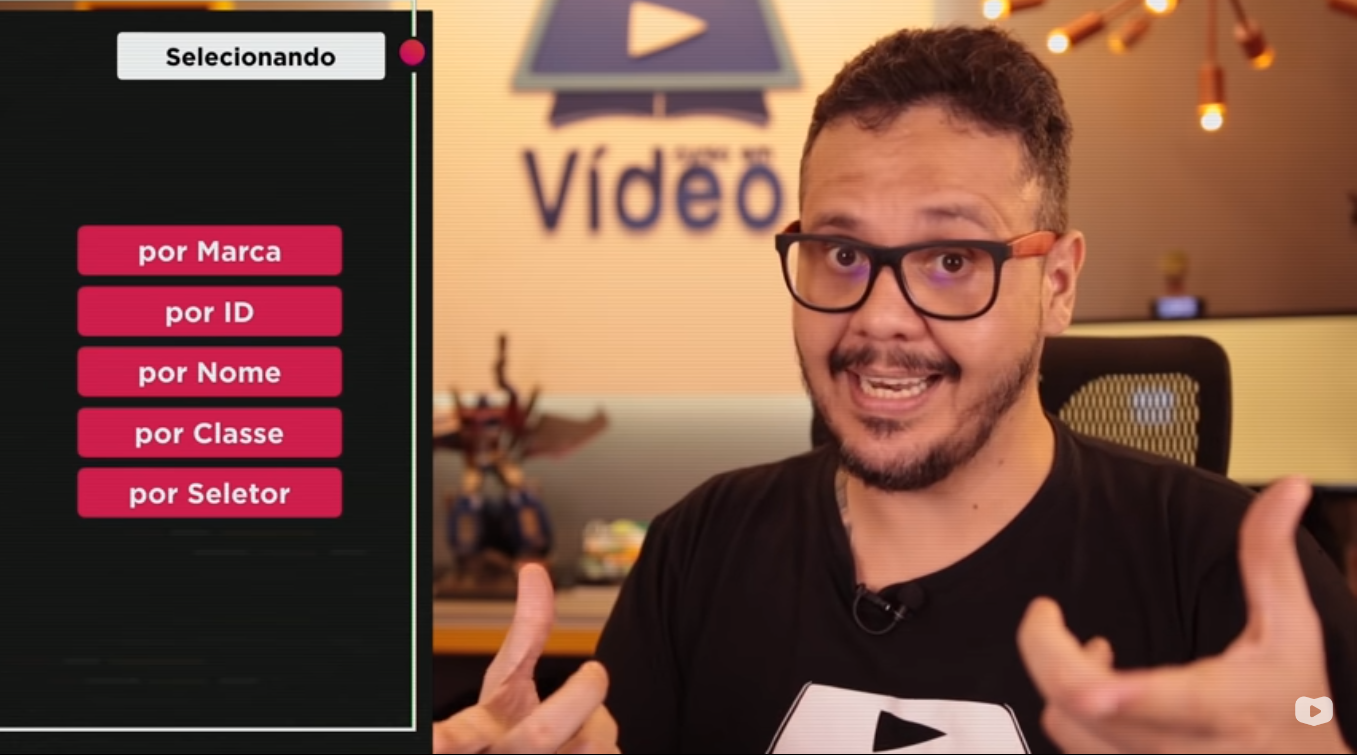 Selecionando
por Marca
por ID
por Nome
por Classe
por Seletor
Vídeo